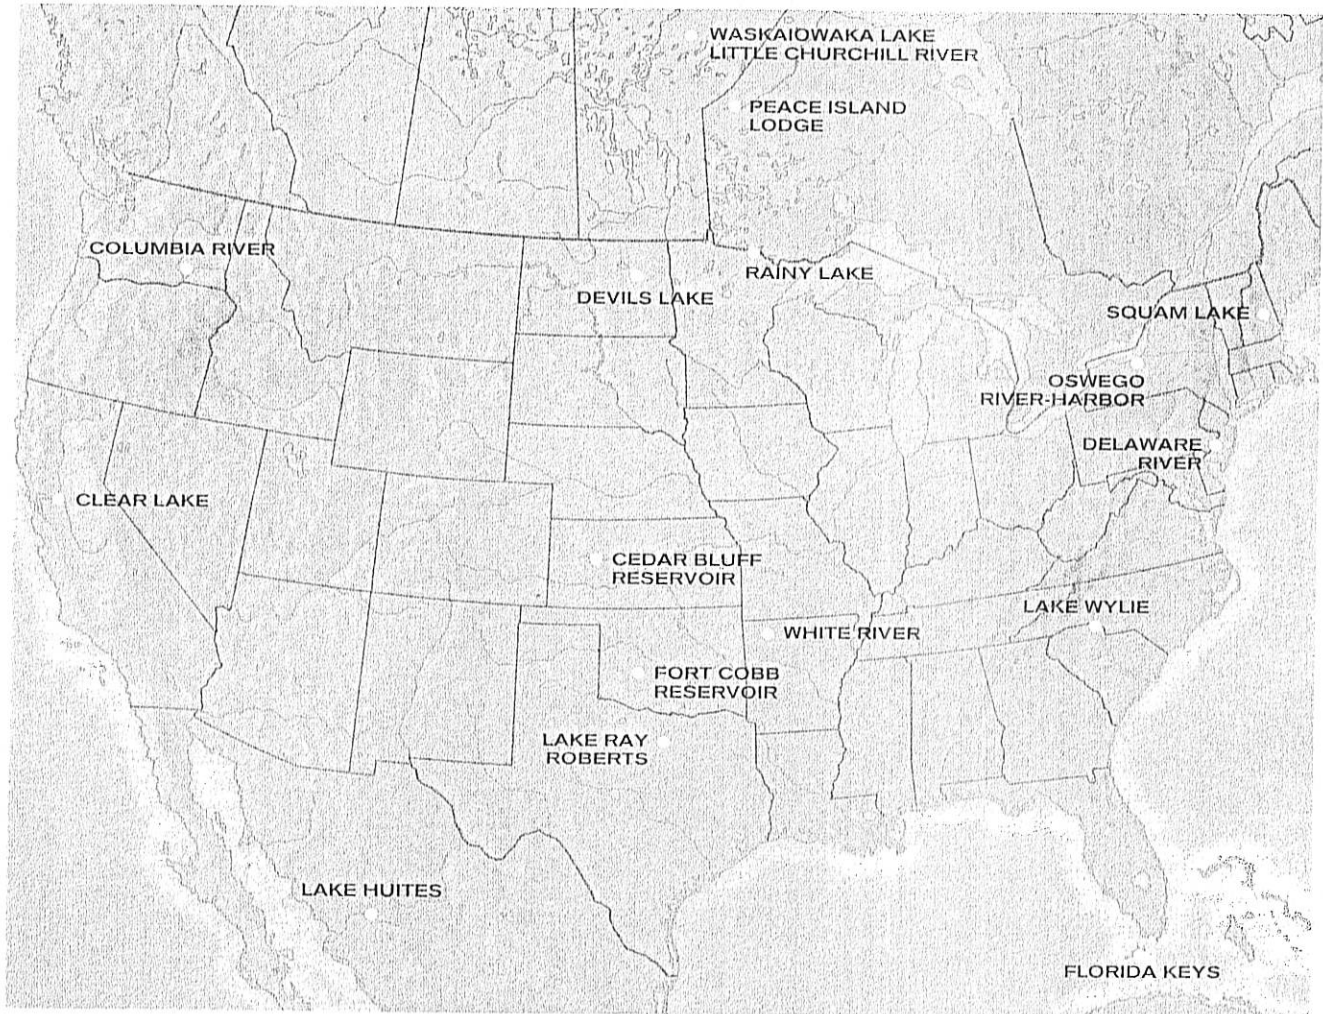 WASKAIOWAKA LAKE
LITTLE CHURCHILL RIVER
PEACE ISLAND
LODGE
COLUMBIA RIVER
RAINY LAKE
DEVILS LAKE
SQUAM LAKE
OSWEGO
RIVER-HARBOR
DELAWARE
RIVER
CLEAR LAKE
CEDAR BLUFF
RESERVOIR
LAKE WYLIE
WHITE RIVER
FORT COBB
RESERVOIR
LAKE RAY
ROBERTS
LAKE HUITES
FLORIDA KEYS